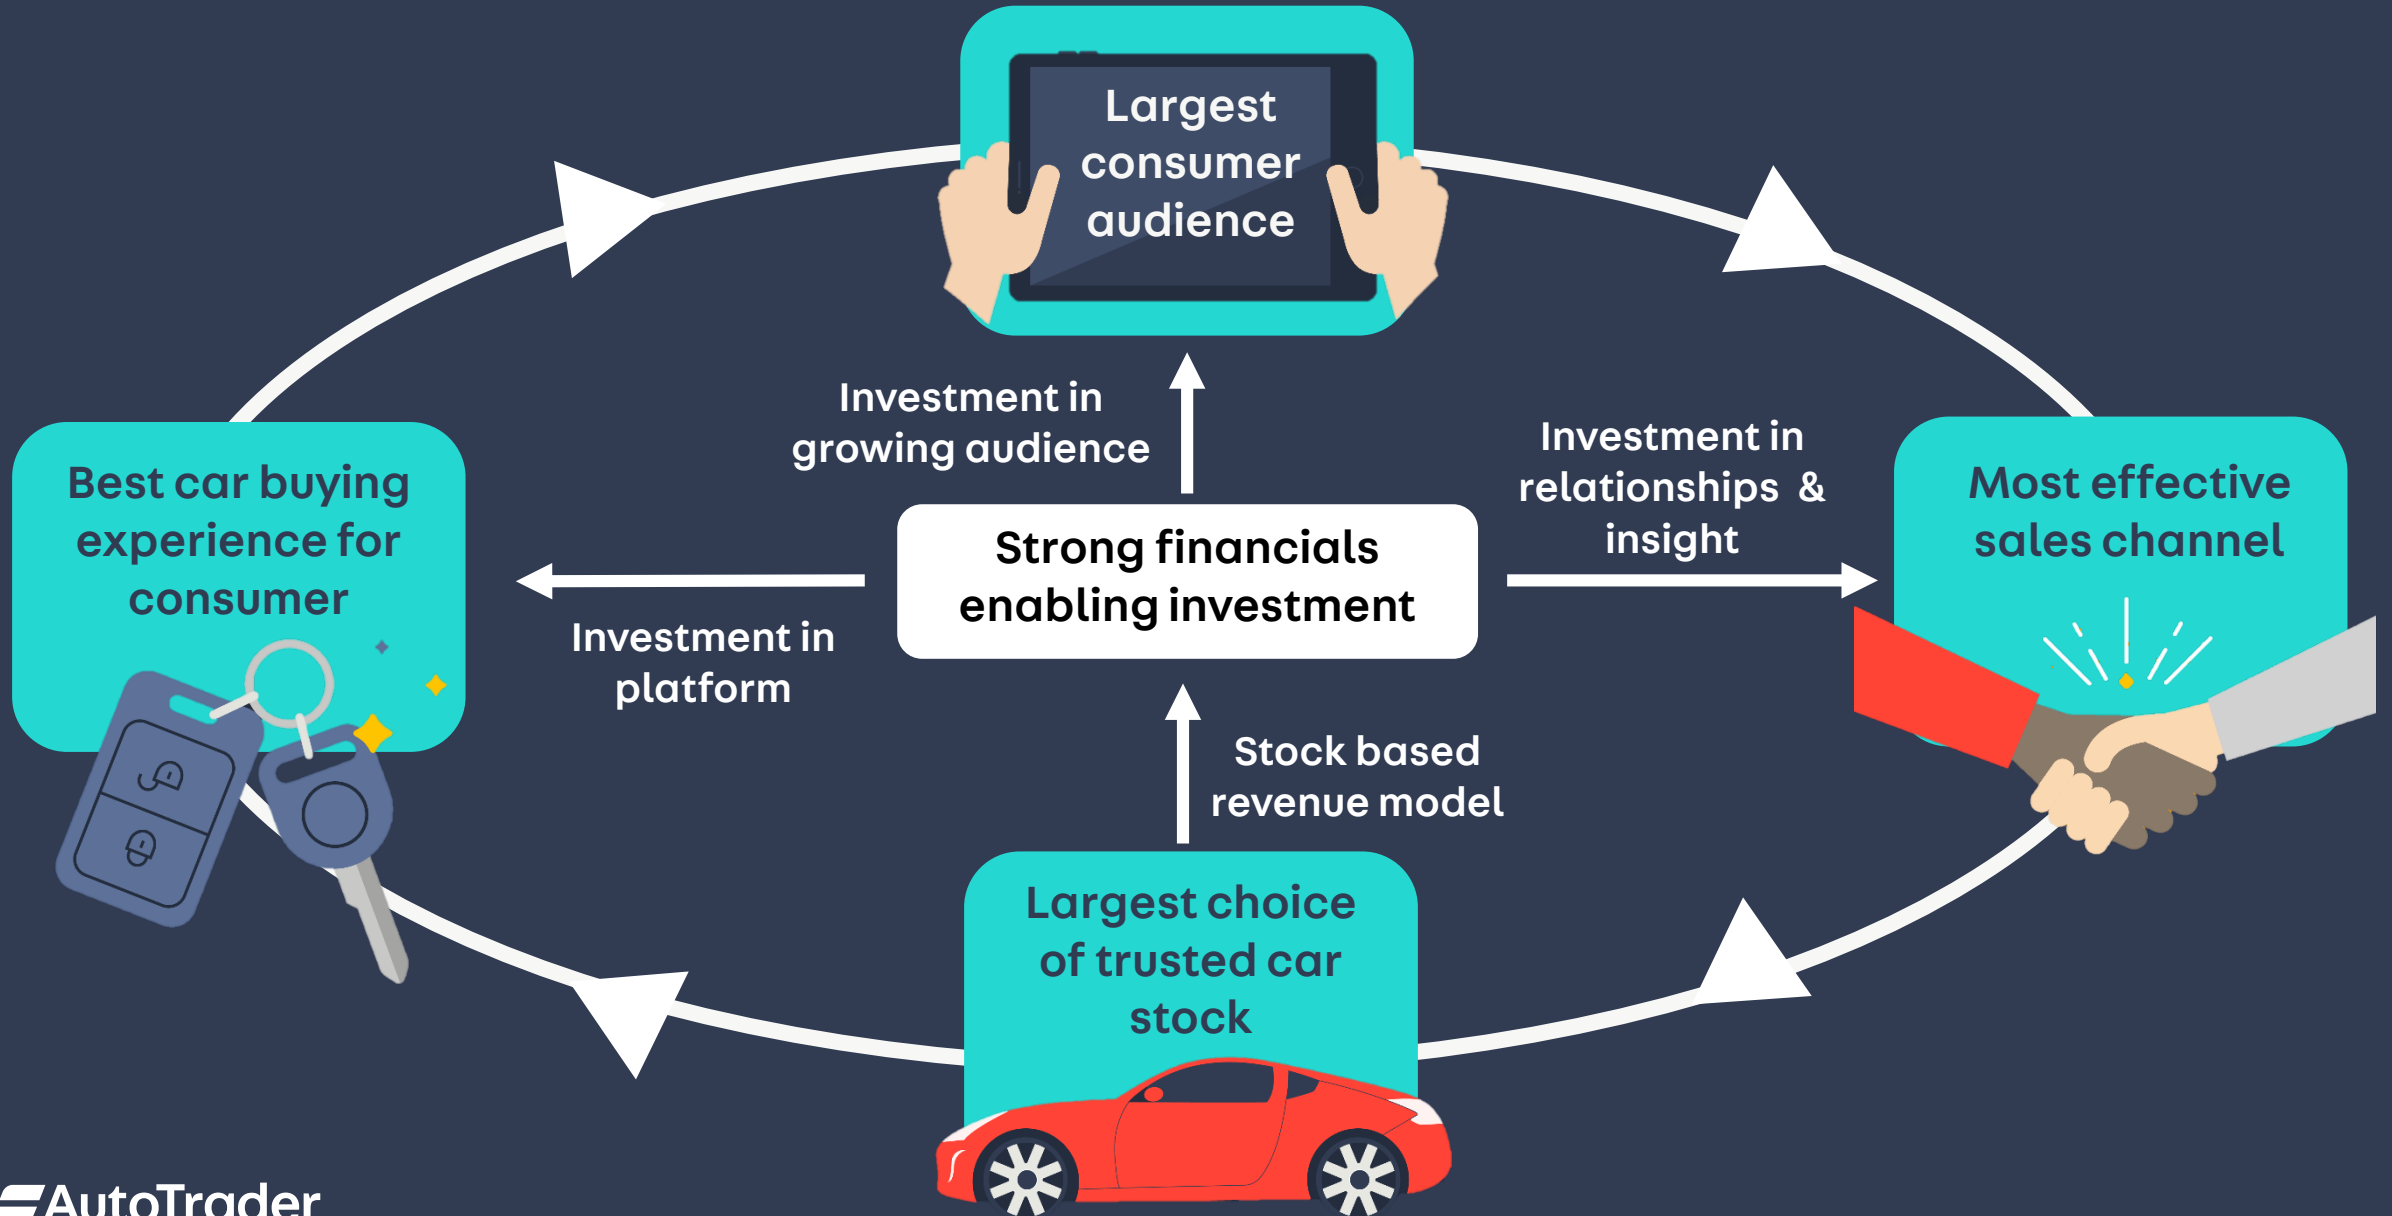 Largest
consumer
audience
Investment in
growing audience
Investment in
relationships & 
insight
Best car buying
experience for
consumer
Most effective
sales channel
Strong financials
enabling investment
Investment in
platform
Stock based
revenue model
Largest choice
of trusted car
stock
AutoTrader